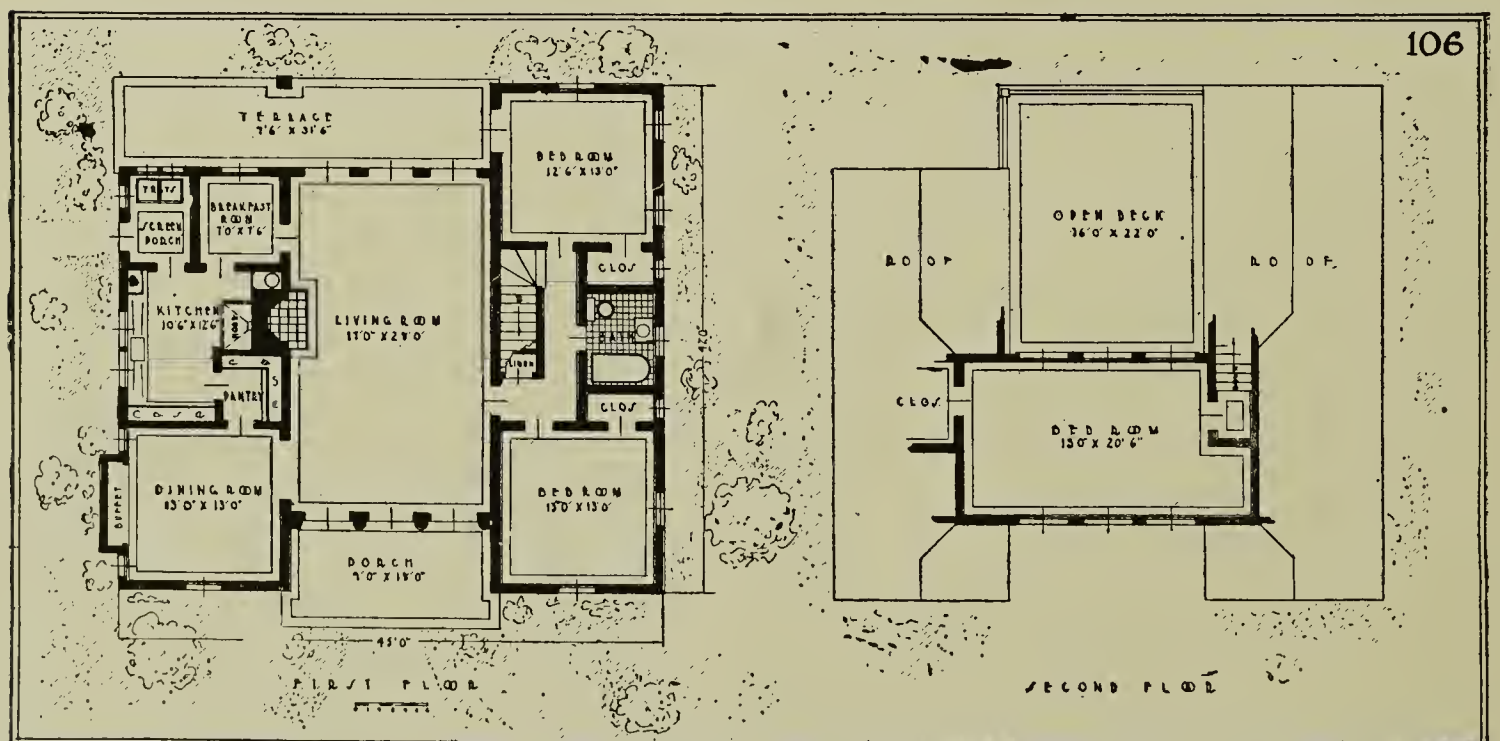 106
TERRACE
7'6" X 31'6"
BED ROOM
12'6" X 13'0"
TRAYS
BREAKFAST
ROOM
7'0" X 7'6"
SCREEN
PORCH
CLOS
KITCHEN
10'6" X 12'6"
LIVING ROOM
BATH
LINEN
PANTRY
CASE
CASE
CLOS
42'0"
DINING ROOM
13'0" X 13'0"
BUFFET
BED ROOM
13'0" X 13'0"
PORCH
9'0" X 18'0"
45'0"
FIRST FLOOR
OPEN DECK
16'0" X 22'0"
ROOF
ROOF
CLOS.
BED ROOM
13'0" X 20'6"
SECOND FLOOR